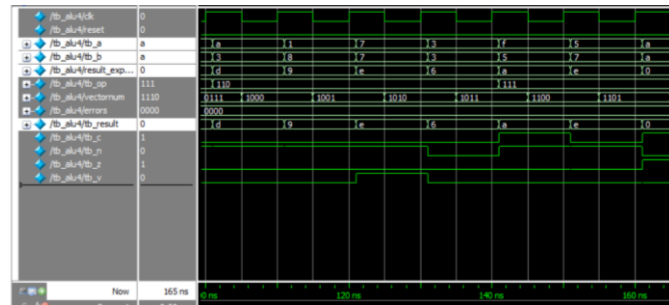 /tb_alu4/clk 0
/tb_alu4/reset 0
/tb_alu4/tb_a a a 1 7 3 f 5 a
/tb_alu4/tb_b a 3 8 7 3 5 7 a
/tb_alu4/result_exp... 0 d 9 e 6 a e 0
/tb_alu4/tb_op 111 110 111
/tb_alu4/vectornum 1110 0111 1000 1001 1010 1011 1100 1101
/tb_alu4/errors 0000 0000
/tb_alu4/tb_result 0 d 9 e 6 a e 0
/tb_alu4/tb_c 1
/tb_alu4/tb_n 0
/tb_alu4/tb_z 1
/tb_alu4/tb_v 0
Now 165 ns 120 ns 140 ns 160 ns